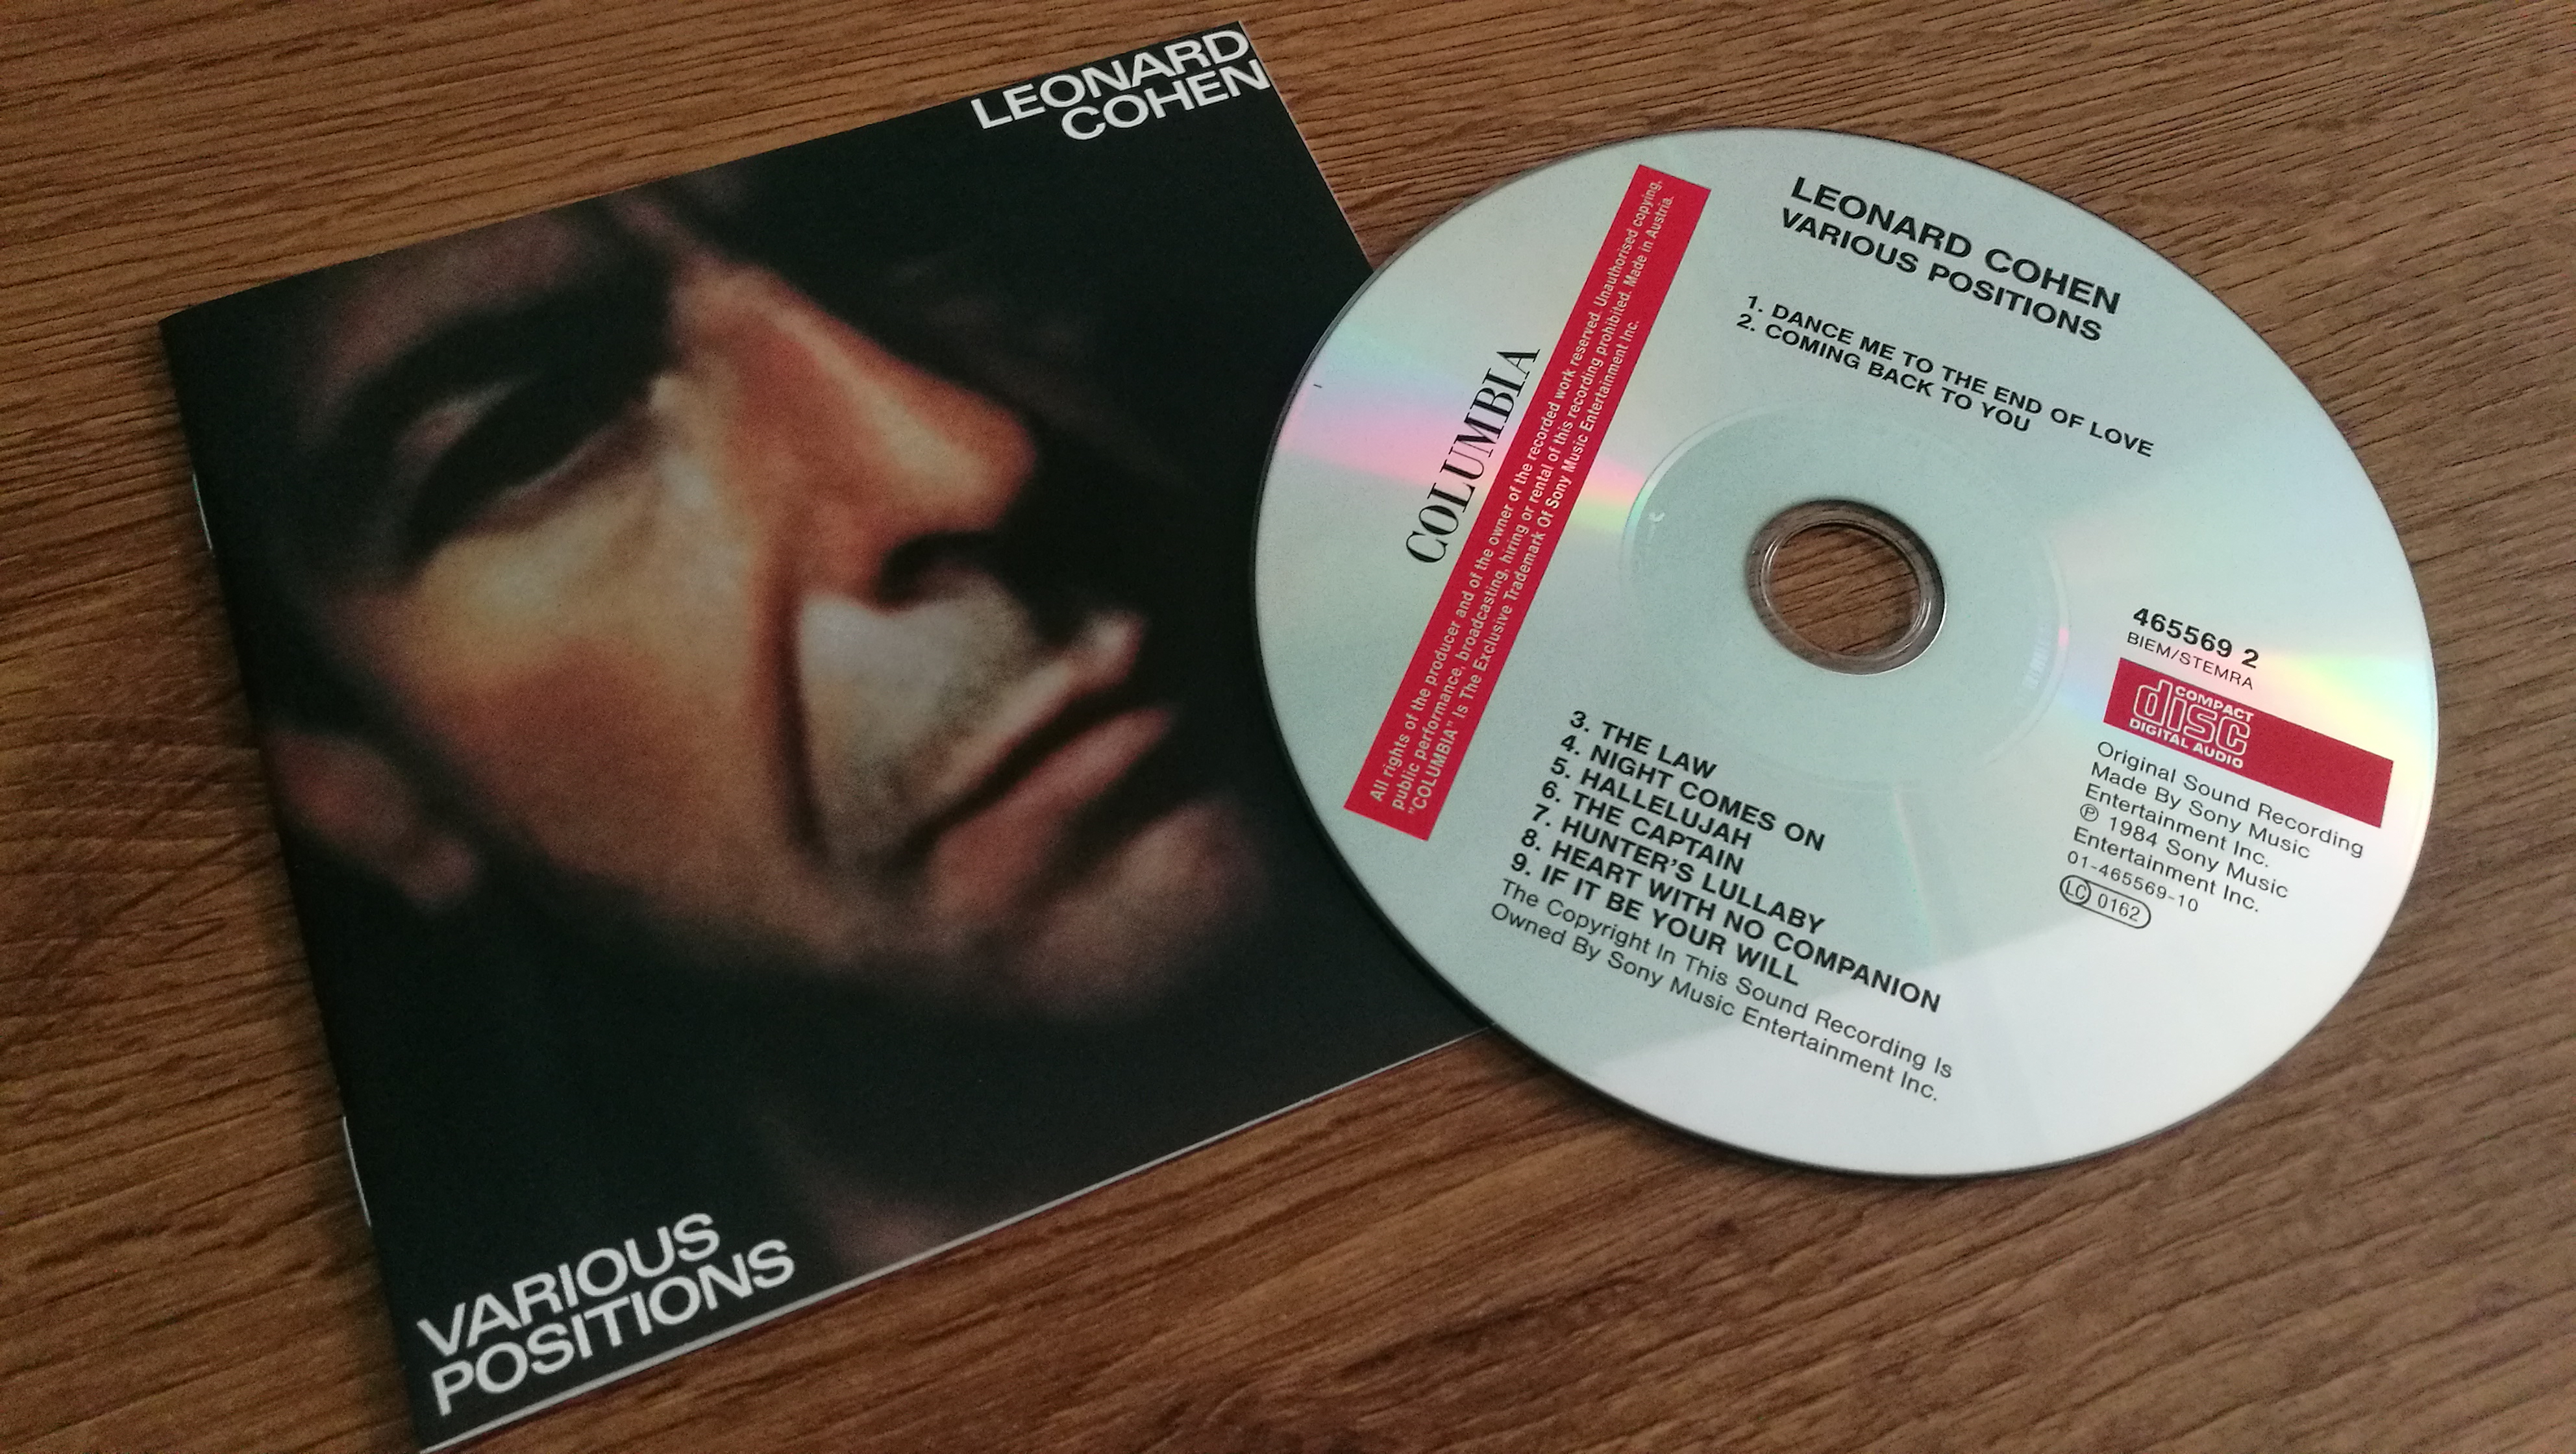 LEONARD
COHEN
VARIOUS
POSITIONS
LEONARD COHEN
VARIOUS POSITIONS
1. DANCE ME TO THE END OF LOVE
2. COMING BACK TO YOU
COLUMBIA
All rights of the producer and of the owner of the recorded work reserved. Unauthorised copying,
public performance, broadcasting, hiring or rental of this recording prohibited. Made in Austria.
"COLUMBIA" Is The Exclusive Trademark Of Sony Music Entertainment Inc.
465569 2
BIEM/STEMRA
COMPACT
disc
DIGITAL AUDIO
Original Sound Recording
Made By Sony Music
Entertainment Inc.
℗ 1984 Sony Music
Entertainment Inc.
01-465569-10
LC 0162
3. THE LAW
4. NIGHT COMES ON
5. HALLELUJAH
6. THE CAPTAIN
7. HUNTER'S LULLABY
8. HEART WITH NO COMPANION
9. IF IT BE YOUR WILL
The Copyright In This Sound Recording Is
Owned By Sony Music Entertainment Inc.